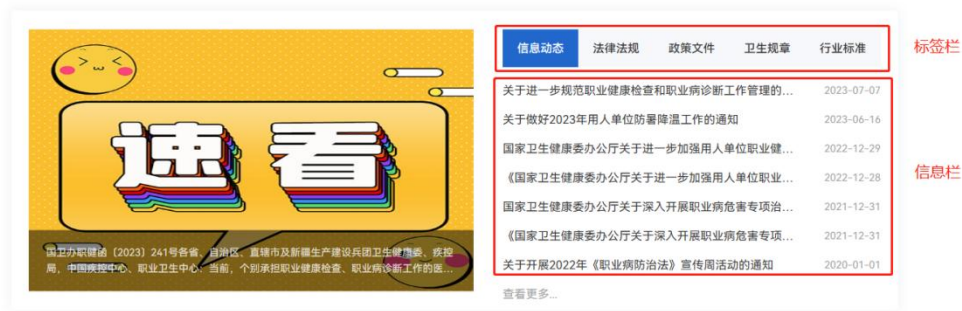 速看
国卫办职健函〔2023〕241号各省、自治区、直辖市及新疆生产建设兵团卫生健康委、疾控
局，中国疾控中心、职业卫生中心：当前，个别承担职业健康检查、职业病诊断工作的医...
信息动态 法律法规 政策文件 卫生规章 行业标准
标签栏
关于进一步规范职业健康检查和职业病诊断工作管理的... 2023-07-07
关于做好2023年用人单位防暑降温工作的通知 2023-06-16
国家卫生健康委办公厅关于进一步加强用人单位职业健... 2022-12-29
《国家卫生健康委办公厅关于进一步加强用人单位职业... 2022-12-28
国家卫生健康委办公厅关于深入开展职业病危害专项治... 2021-12-31
《国家卫生健康委办公厅关于深入开展职业病危害专项... 2021-12-31
关于开展2022年《职业病防治法》宣传周活动的通知 2020-01-01
信息栏
查看更多...